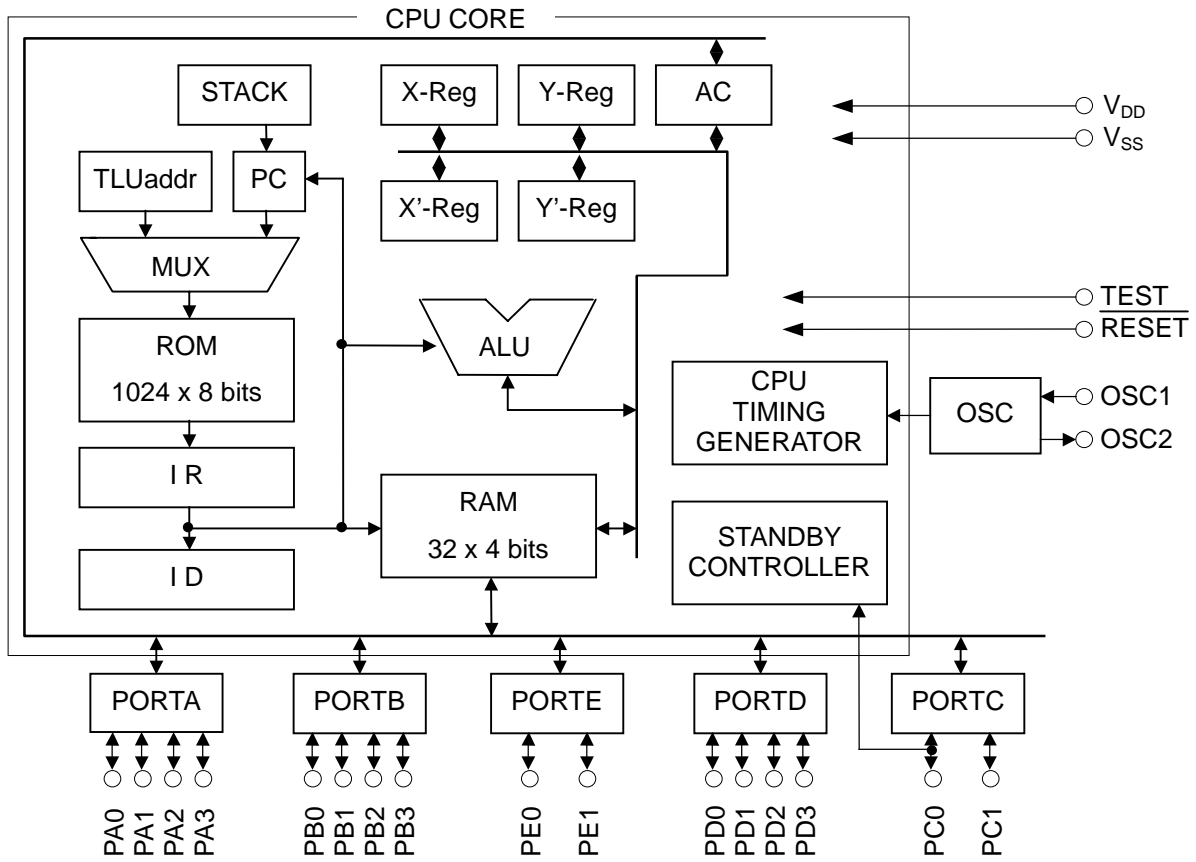 CPU CORE
STACK
X-Reg
Y-Reg
AC
V_DD
V_SS
TLUaddr
PC
X'-Reg
Y'-Reg
MUX
TEST
RESET
ROM
1024 x 8 bits
ALU
CPU
TIMING
GENERATOR
OSC
OSC1
OSC2
I R
RAM
32 x 4 bits
STANDBY
CONTROLLER
I D
PORTA
PORTB
PORTE
PORTD
PORTC
PA0
PA1
PA2
PA3
PB0
PB1
PB2
PB3
PE0
PE1
PD0
PD1
PD2
PD3
PC0
PC1